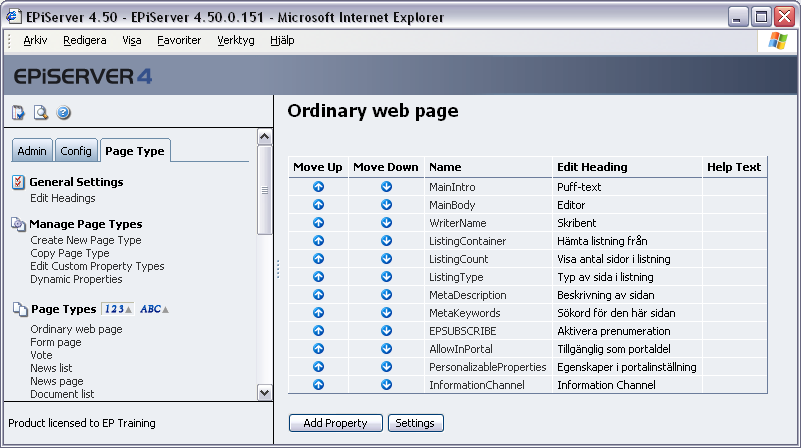 EPiServer 4.50 - EPiServer 4.50.0.151 - Microsoft Internet Explorer
Arkiv Redigera Visa Favoriter Verktyg Hjälp
EPiSERVER 4
Admin Config Page Type
General Settings
Edit Headings
Manage Page Types
Create New Page Type
Copy Page Type
Edit Custom Property Types
Dynamic Properties
Page Types 123 ABC
Ordinary web page
Form page
Vote
News list
News page
Document list
Product licensed to EP Training
Ordinary web page
Move Up Move Down Name Edit Heading Help Text
MainIntro Puff-text
MainBody Editor
WriterName Skribent
ListingContainer Hämta listning från
ListingCount Visa antal sidor i listning
ListingType Typ av sida i listning
MetaDescription Beskrivning av sidan
MetaKeywords Sökord för den här sidan
EPSUBSCRIBE Aktivera prenumeration
AllowInPortal Tillgänglig som portaldel
PersonalizableProperties Egenskaper i portalinställning
InformationChannel Information Channel
Add Property Settings